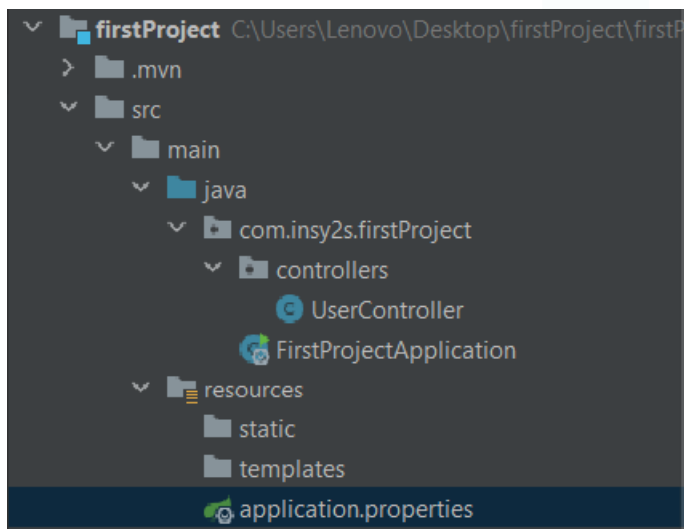 firstProject C:\Users\Lenovo\Desktop\firstProject\firstP
.mvn
src
main
java
com.insy2s.firstProject
controllers
UserController
FirstProjectApplication
resources
static
templates
application.properties